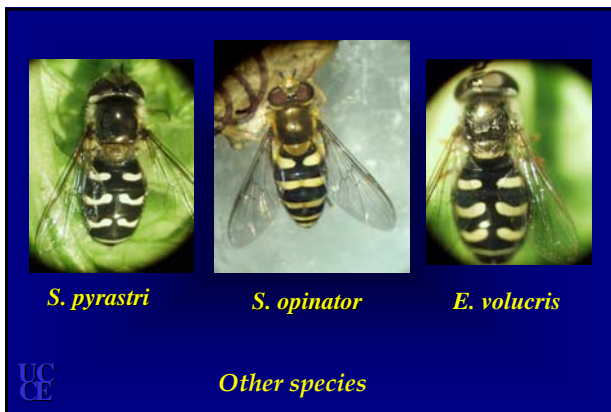 S. pyrastri
S. opinator
E. volucris
UC
CE
Other species